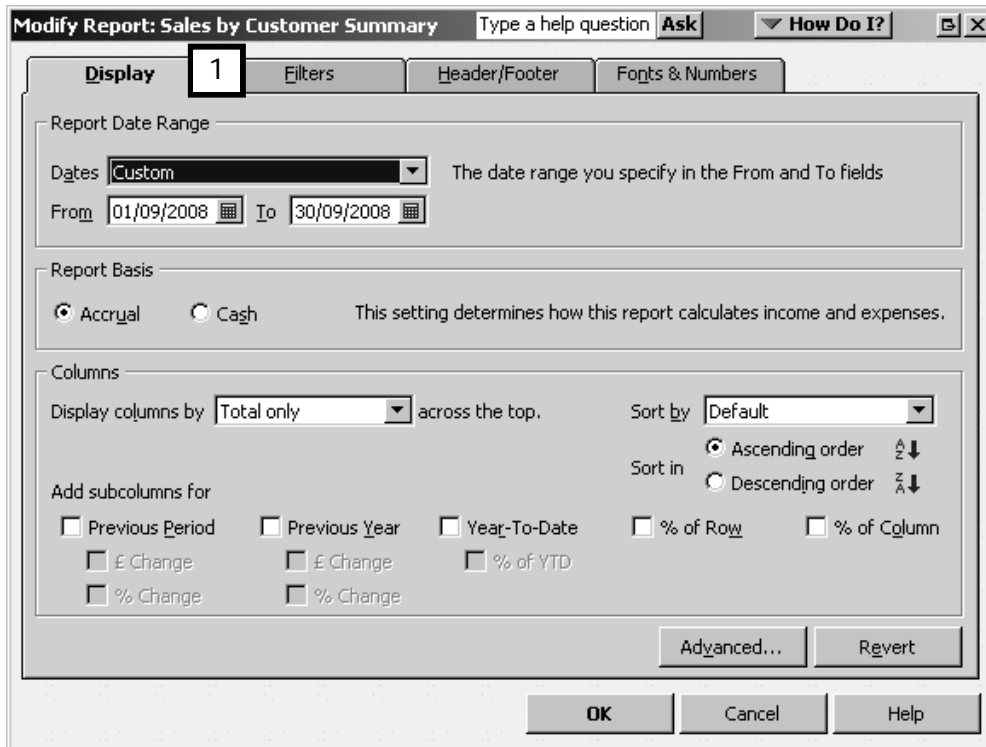 Modify Report: Sales by Customer Summary Type a help question Ask How Do I?
Display 1 Filters Header/Footer Fonts & Numbers
Report Date Range
Dates Custom The date range you specify in the From and To fields
From 01/09/2008 To 30/09/2008
Report Basis
Accrual Cash This setting determines how this report calculates income and expenses.
Columns
Display columns by Total only across the top. Sort by Default
Sort in Ascending order A Z
Descending order Z A
Add subcolumns for
Previous Period Previous Year Year-To-Date % of Row % of Column
£ Change £ Change % of YTD
% Change % Change
Advanced... Revert
OK Cancel Help